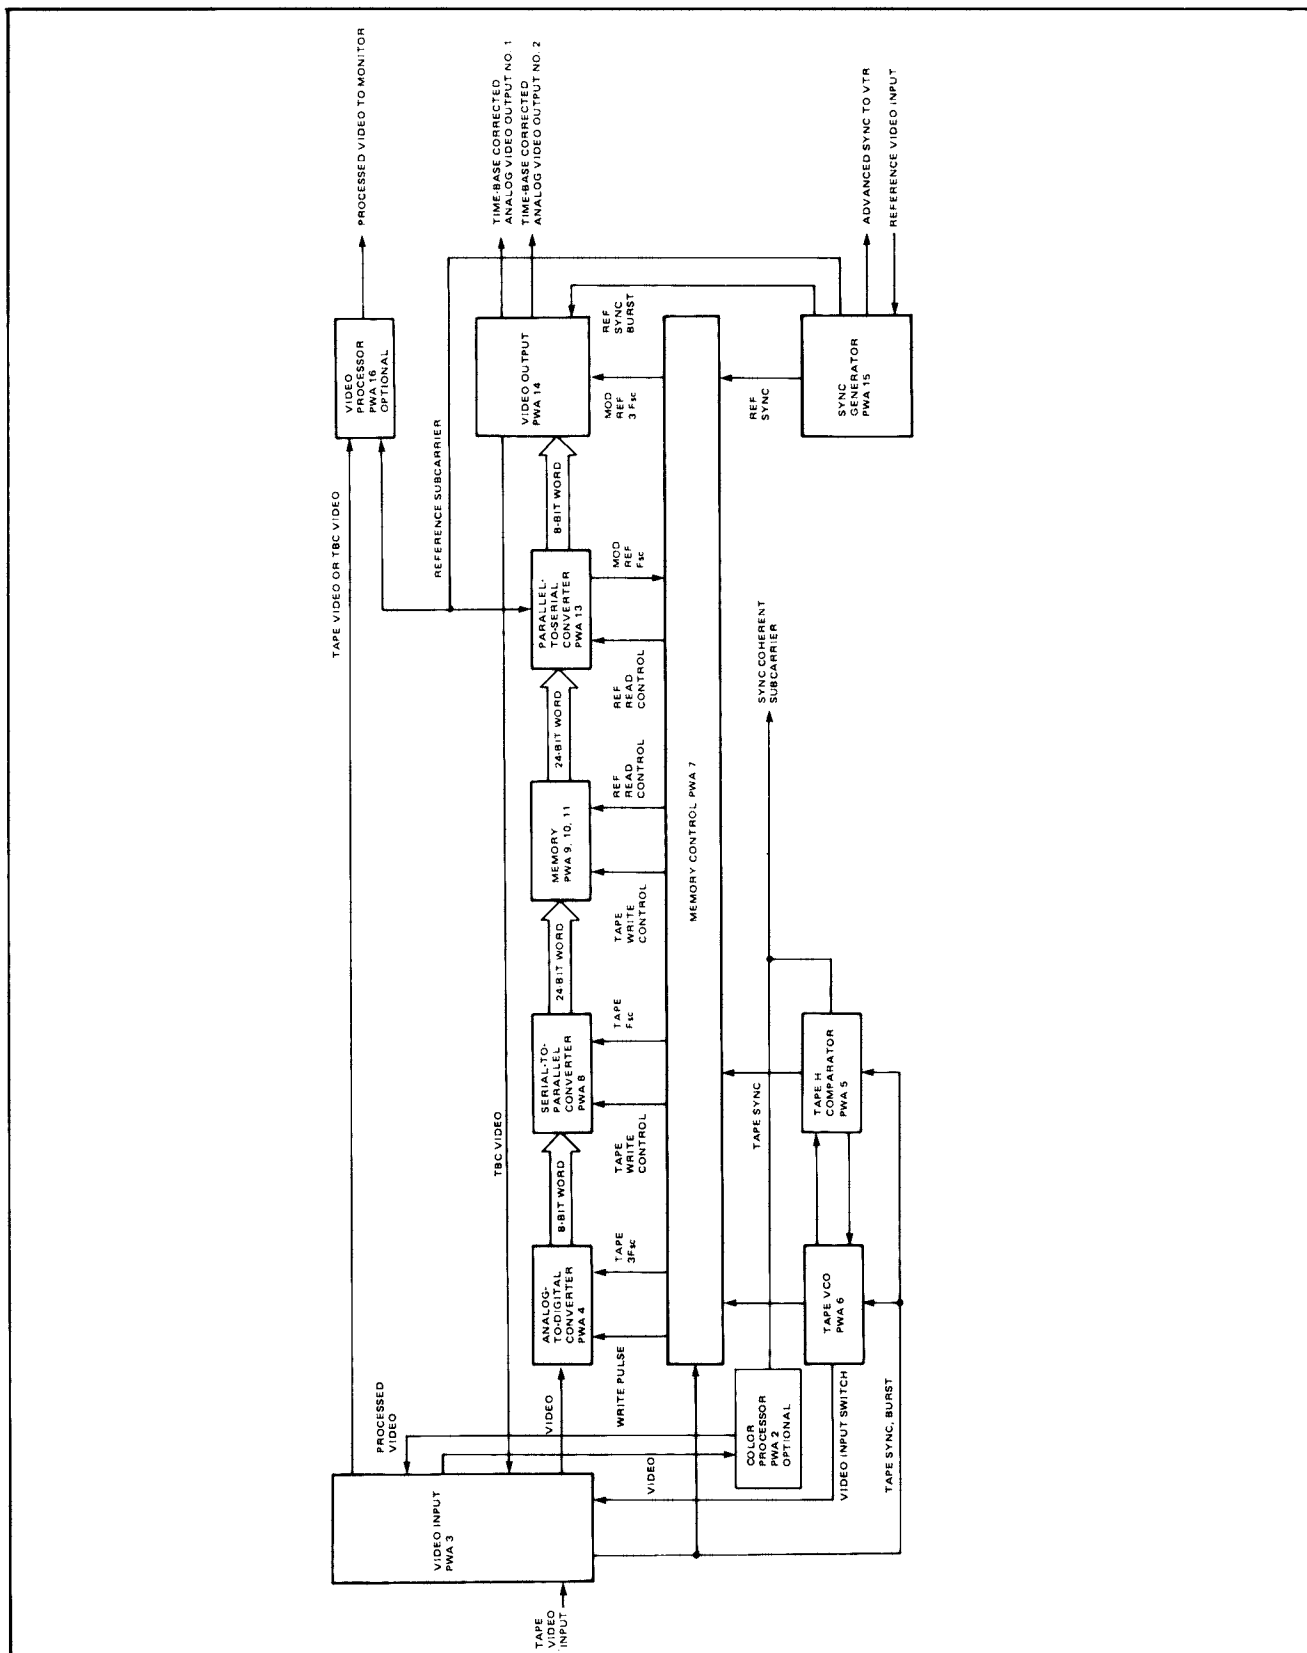 TAPE
VIDEO
INPUT
VIDEO INPUT
PWA 3
PROCESSED
VIDEO
VIDEO
VIDEO
WRITE PULSE
TAPE VIDEO OR TBC VIDEO
TBC VIDEO
ANALOG-
TO-DIGITAL
CONVERTER
PWA 4
8-BIT WORD
TAPE
3Fsc
SERIAL-TO-
PARALLEL
CONVERTER
PWA 8
TAPE
WRITE
CONTROL
TAPE
Fsc
24-BIT WORD
MEMORY
PWA 9, 10, 11
TAPE
WRITE
CONTROL
REF
READ
CONTROL
24-BIT WORD
PARALLEL-
TO-SERIAL
CONVERTER
PWA 13
REF
READ
CONTROL
MOD
REF
Fsc
8-BIT WORD
VIDEO OUTPUT
PWA 14
MOD
REF
3 Fsc
REF
SYNC
BURST
REFERENCE SUBCARRIER
VIDEO
PROCESSOR
PWA 16
OPTIONAL
PROCESSED VIDEO TO MONITOR
TIME-BASE CORRECTED
ANALOG VIDEO OUTPUT NO. 1
TIME-BASE CORRECTED
ANALOG VIDEO OUTPUT NO. 2
MEMORY CONTROL PWA 7
COLOR
PROCESSOR
PWA 2
OPTIONAL
VIDEO INPUT SWITCH
TAPE SYNC, BURST
TAPE VCO
PWA 6
TAPE H
COMPARATOR
PWA 5
TAPE SYNC
SYNC COHERENT
SUBCARRIER
REF
SYNC
SYNC
GENERATOR
PWA 15
ADVANCED SYNC TO VTR
REFERENCE VIDEO INPUT